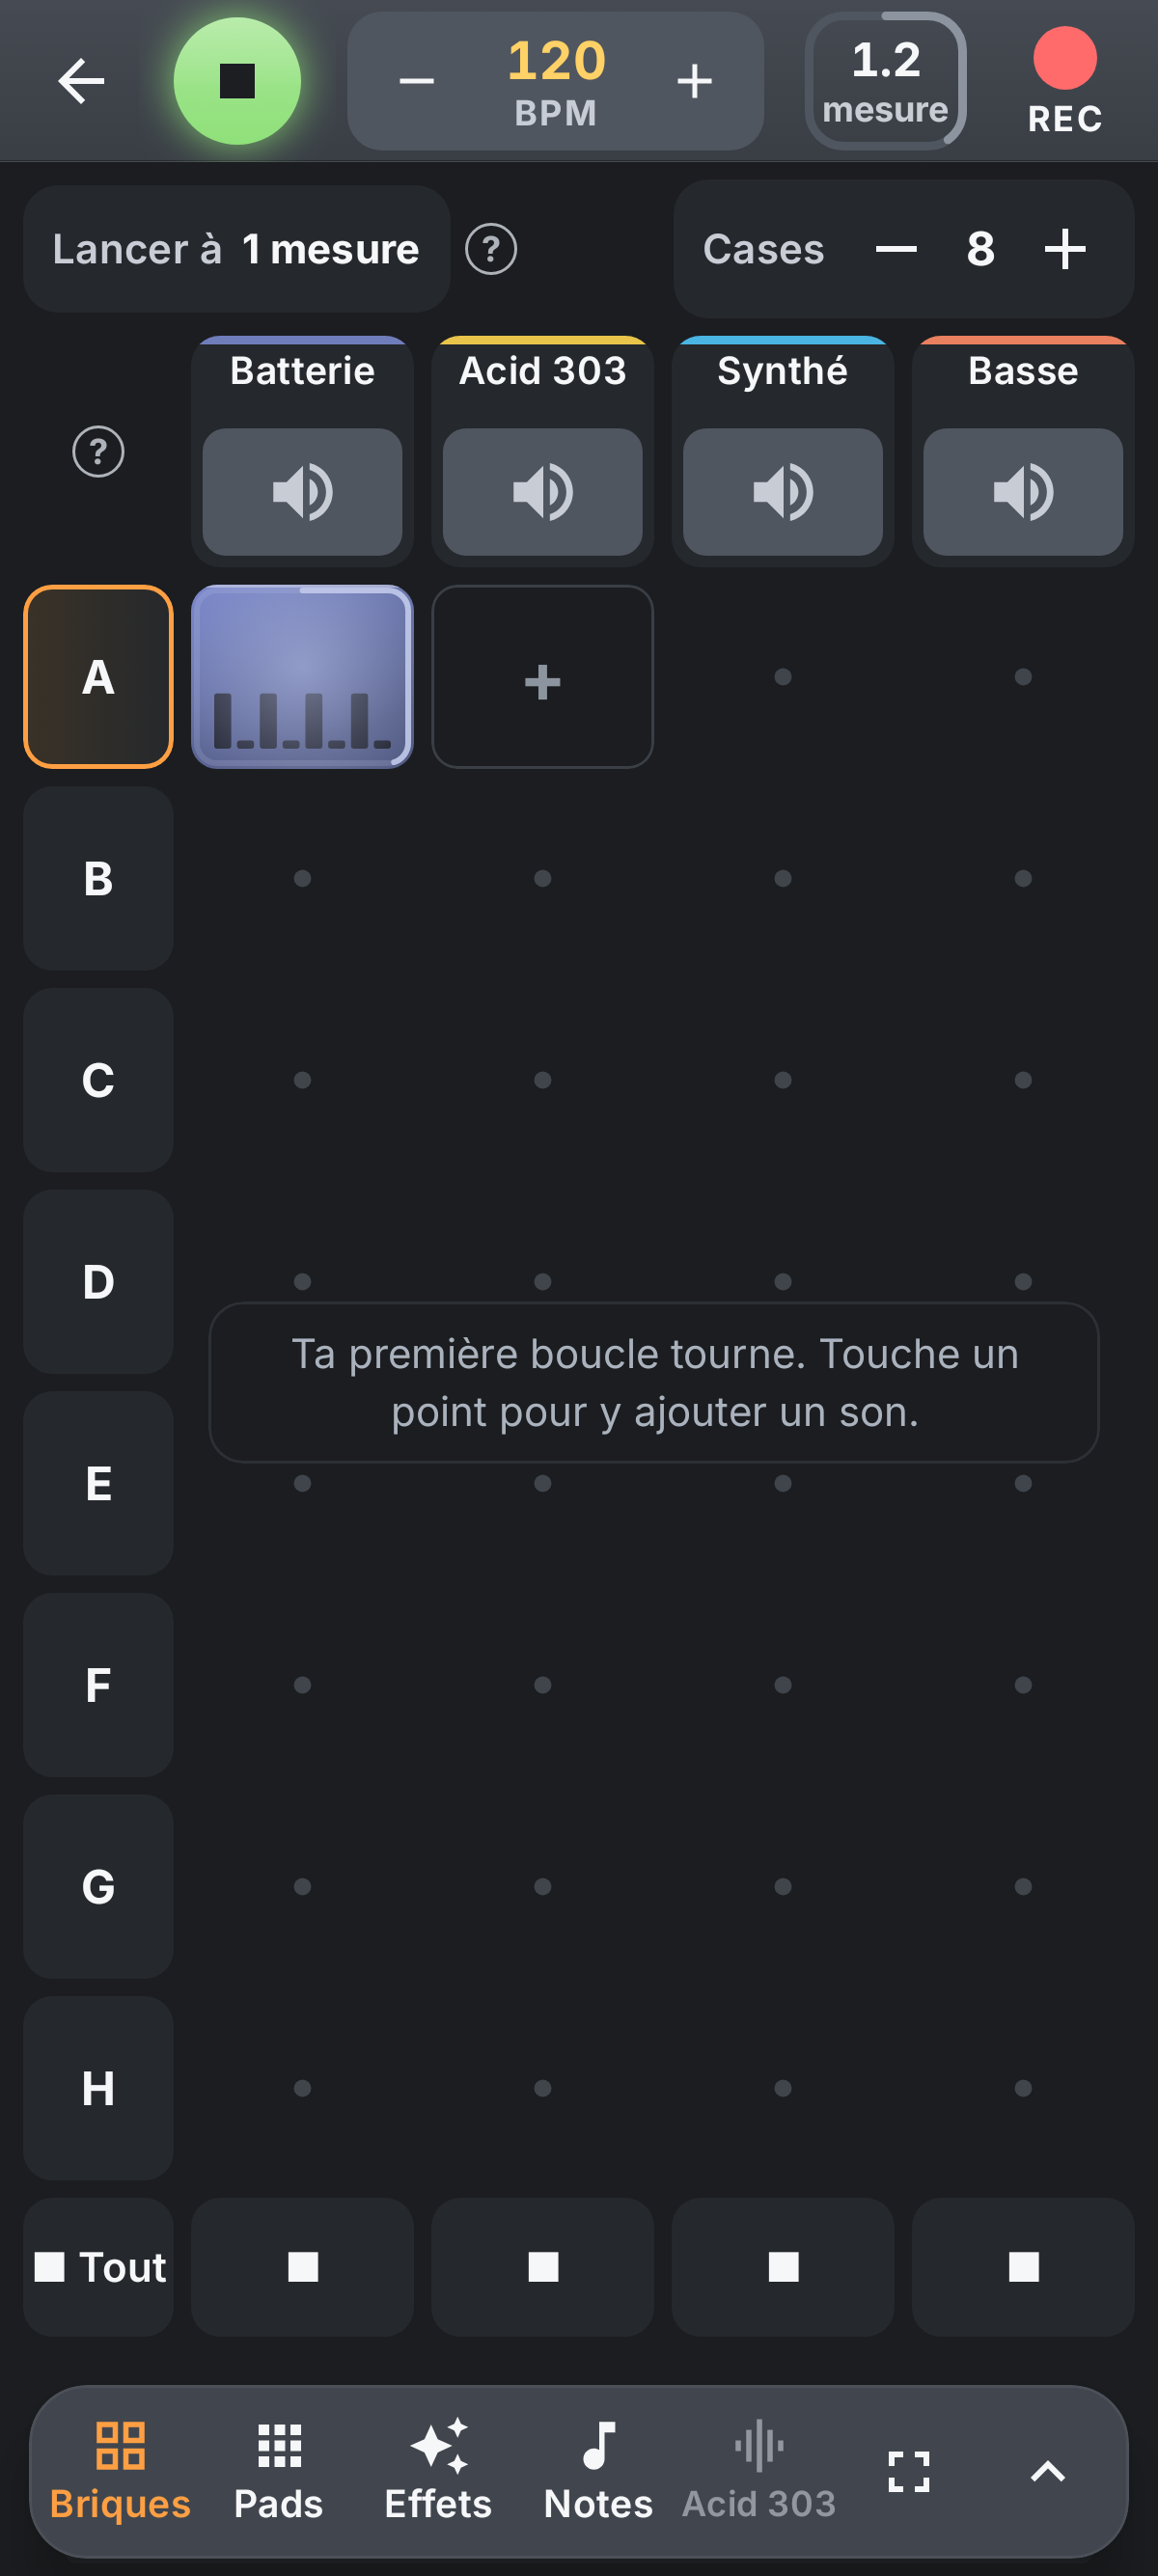 120
BPM
1.2
mesure
REC
Lancer à 1 mesure
?
Cases
8
Batterie
Acid 303
Synthé
Basse
?
A
B
C
D
Ta première boucle tourne. Touche un
point pour y ajouter un son.
E
F
G
H
Tout
Briques
Pads
Effets
Notes
Acid 303